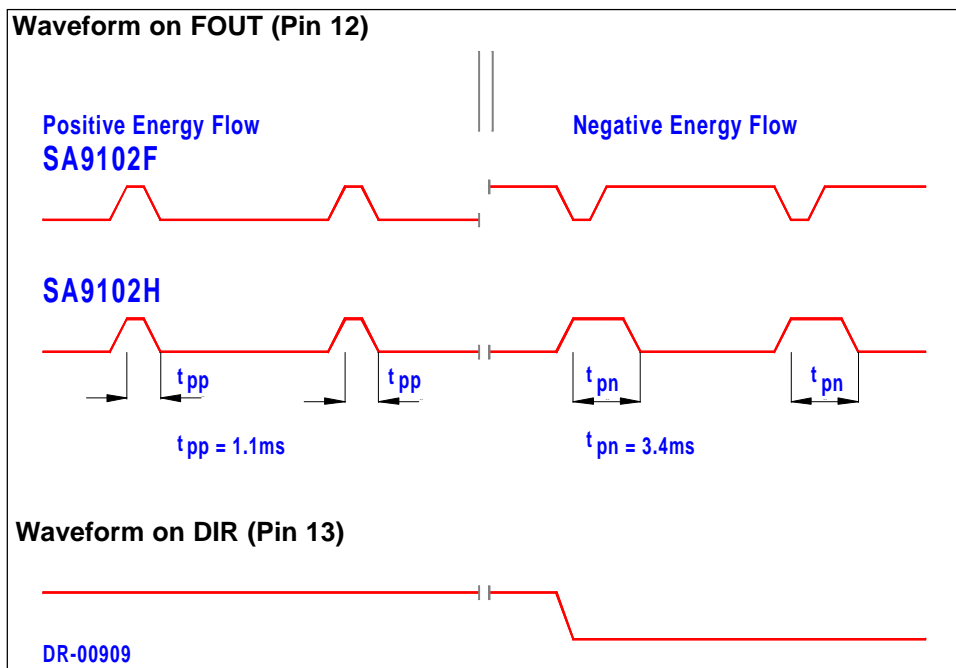 Waveform on FOUT (Pin 12)
Positive Energy Flow
Negative Energy Flow
SA9102F
SA9102H
t pp
t pp
t pn
t pn
t pp = 1.1ms
t pn = 3.4ms
Waveform on DIR (Pin 13)
DR-00909